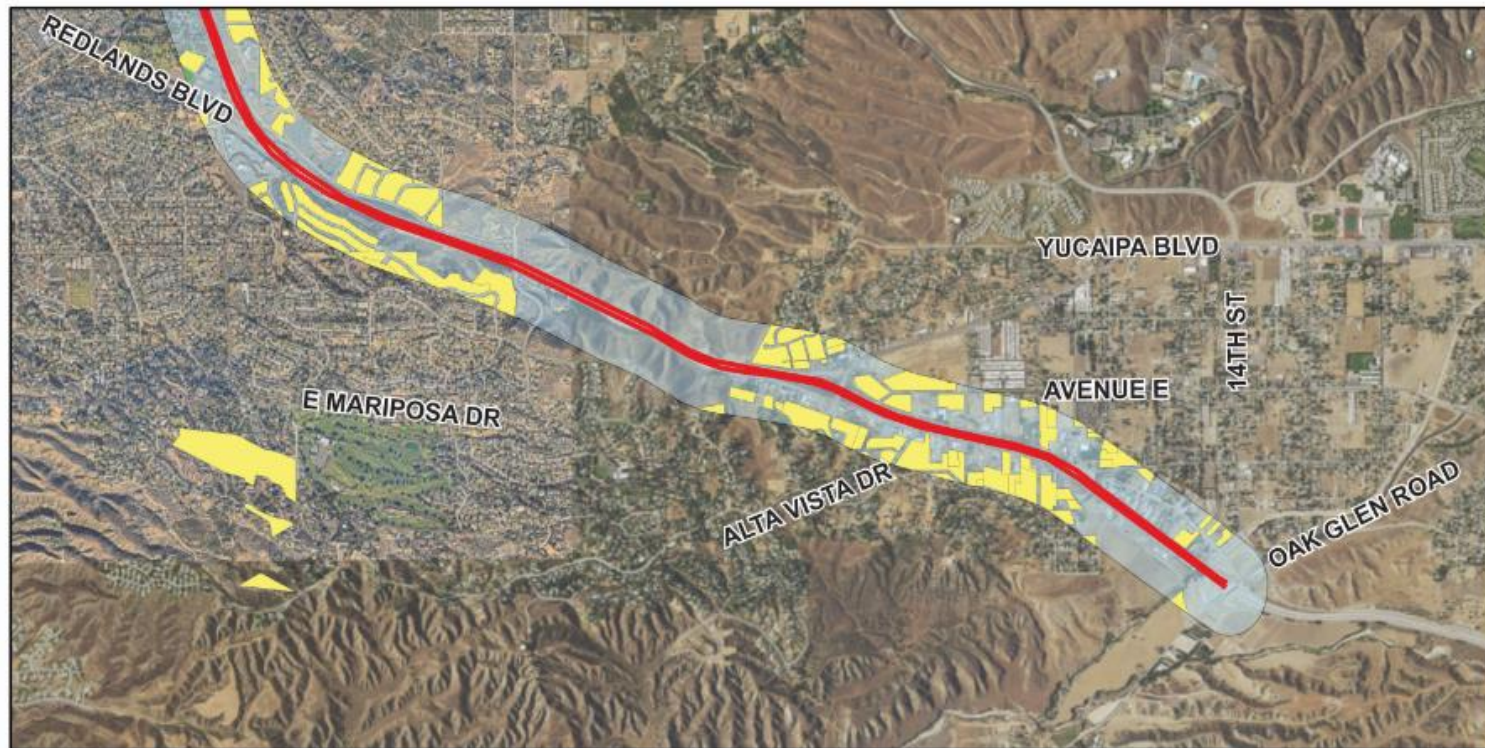 REDLANDS BLVD
YUCAIPA BLVD
14TH ST
AVENUE E
E MARIPOSA DR
ALTA VISTA DR
OAK GLEN ROAD